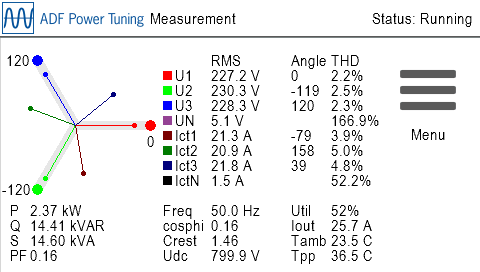 ADF Power Tuning Measurement Status: Running
RMS Angle THD
120
U1 227.2 V 0 2.2%
U2 230.3 V -119 2.5%
U3 228.3 V 120 2.3%
UN 5.1 V 166.9%
Menu
0
Ict1 21.3 A -79 3.9%
Ict2 20.9 A 158 5.0%
Ict3 21.8 A 39 4.8%
IctN 1.5 A 52.2%
-120
P 2.37 kW Freq 50.0 Hz Util 52%
Q 14.41 kVAR cosphi 0.16 Iout 25.7 A
S 14.60 kVA Crest 1.46 Tamb 23.5 C
PF 0.16 Udc 799.9 V Tpp 36.5 C